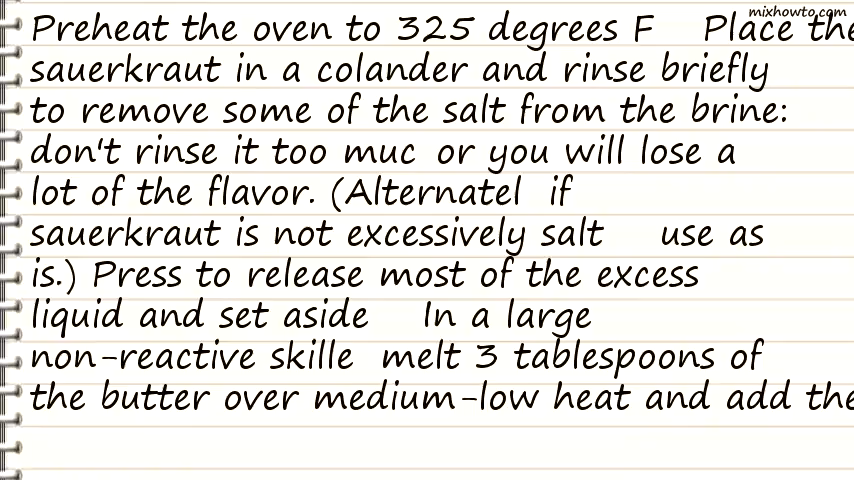 mixhowto.com
Preheat the oven to 325 degrees F Place the
sauerkraut in a colander and rinse briefly
to remove some of the salt from the brine:
don't rinse it too muc or you will lose a
lot of the flavor. (Alternatel if
sauerkraut is not excessively salt use as
is.) Press to release most of the excess
liquid and set aside In a large
non-reactive skille melt 3 tablespoons of
the butter over medium-low heat and add the